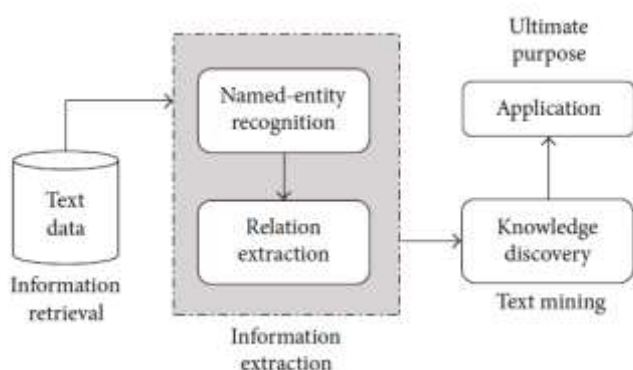 Ultimate
purpose
Named-entity
recognition
Application
Text
data
Relation
extraction
Knowledge
discovery
Information
retrieval
Text mining
Information
extraction